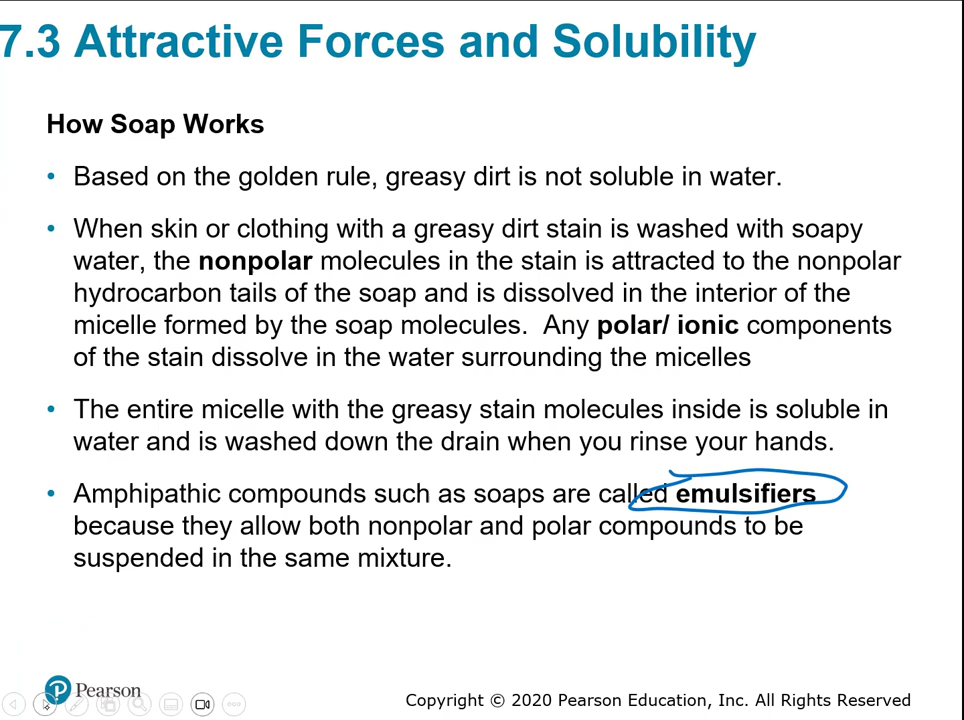 7.3 Attractive Forces and Solubility
How Soap Works
• Based on the golden rule, greasy dirt is not soluble in water.
• When skin or clothing with a greasy dirt stain is washed with soapy
water, the nonpolar molecules in the stain is attracted to the nonpolar
hydrocarbon tails of the soap and is dissolved in the interior of the
micelle formed by the soap molecules.  Any polar/ ionic components
of the stain dissolve in the water surrounding the micelles
• The entire micelle with the greasy stain molecules inside is soluble in
water and is washed down the drain when you rinse your hands.
• Amphipathic compounds such as soaps are called emulsifiers
because they allow both nonpolar and polar compounds to be
suspended in the same mixture.
Pearson
Copyright © 2020 Pearson Education, Inc. All Rights Reserved